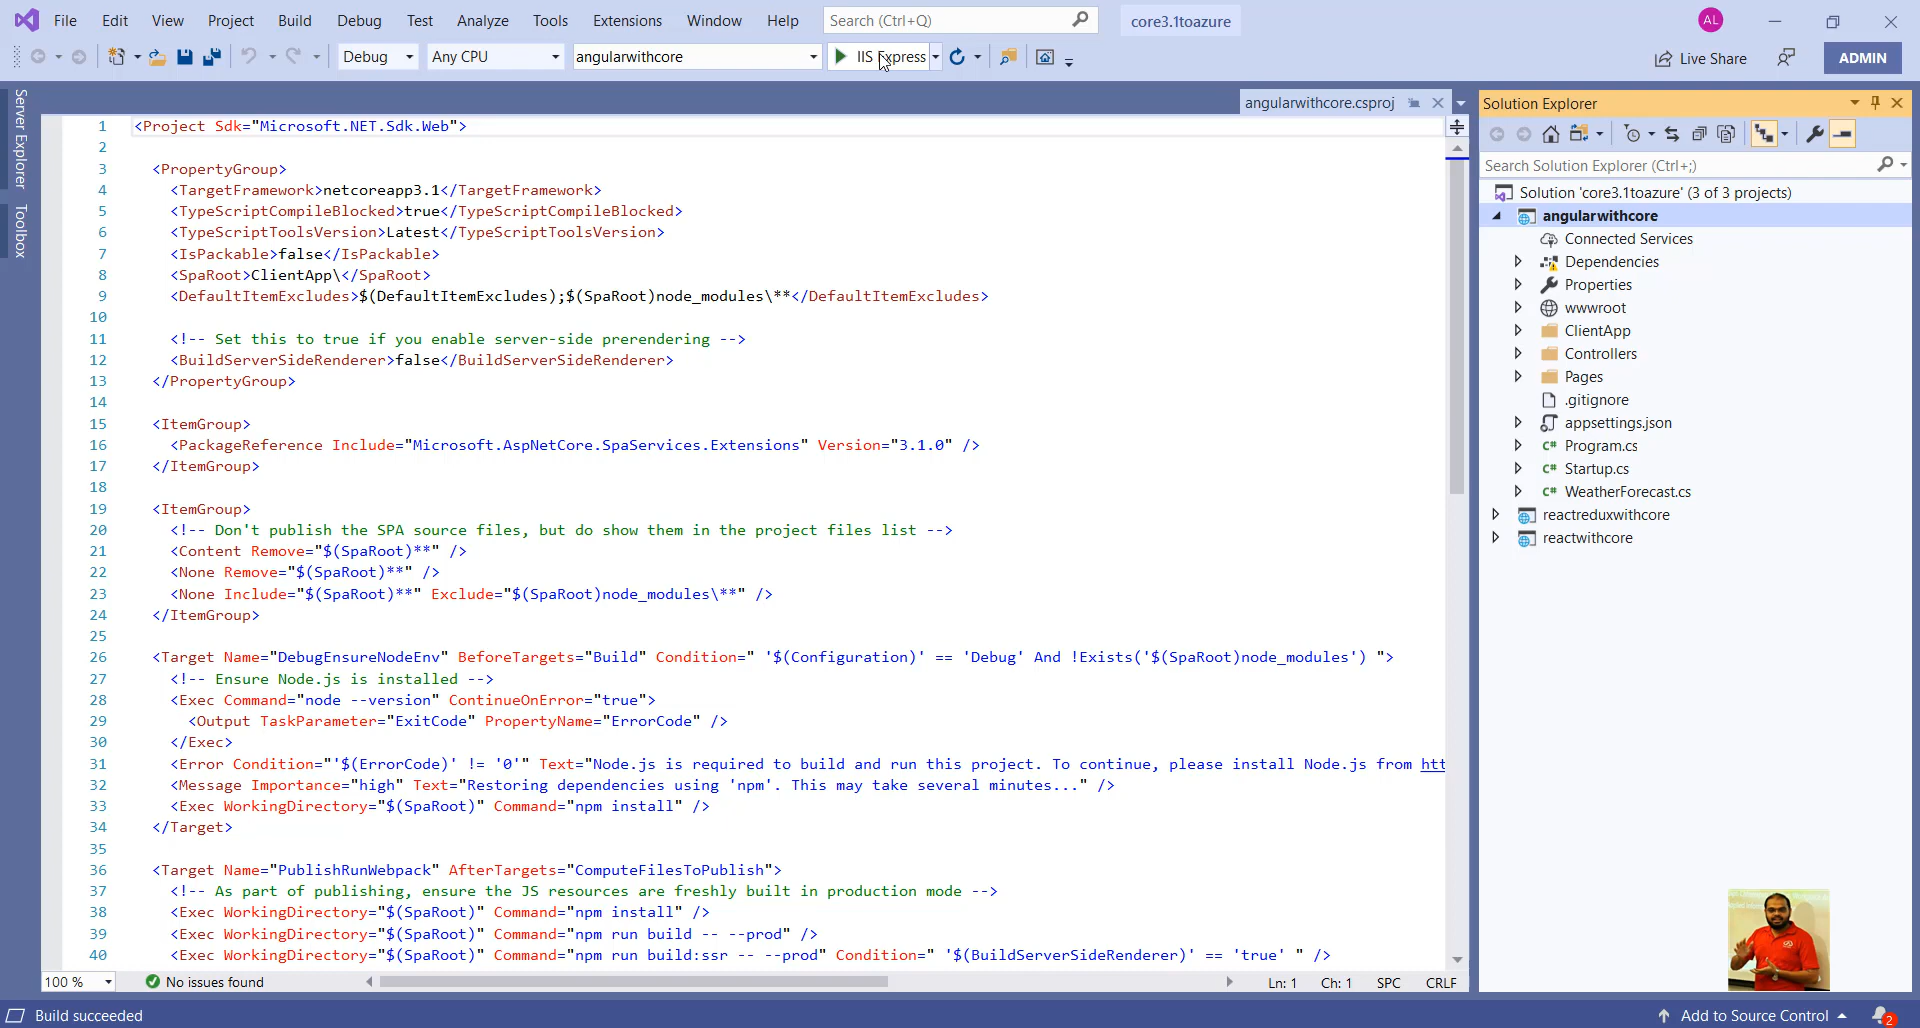 File Edit View Project Build Debug Test Analyze Tools Extensions Window Help Search (Ctrl+Q) core3.1toazure AL
Debug Any CPU angularwithcore IIS Express Live Share ADMIN
Server Explorer
Toolbox
angularwithcore.csproj
1 <Project Sdk="Microsoft.NET.Sdk.Web">
2
3 <PropertyGroup>
4 <TargetFramework>netcoreapp3.1</TargetFramework>
5 <TypeScriptCompileBlocked>true</TypeScriptCompileBlocked>
6 <TypeScriptToolsVersion>Latest</TypeScriptToolsVersion>
7 <IsPackable>false</IsPackable>
8 <SpaRoot>ClientApp\</SpaRoot>
9 <DefaultItemExcludes>$(DefaultItemExcludes);$(SpaRoot)node_modules\**</DefaultItemExcludes>
10
11 <!-- Set this to true if you enable server-side prerendering -->
12 <BuildServerSideRenderer>false</BuildServerSideRenderer>
13 </PropertyGroup>
14
15 <ItemGroup>
16 <PackageReference Include="Microsoft.AspNetCore.SpaServices.Extensions" Version="3.1.0" />
17 </ItemGroup>
18
19 <ItemGroup>
20 <!-- Don't publish the SPA source files, but do show them in the project files list -->
21 <Content Remove="$(SpaRoot)**" />
22 <None Remove="$(SpaRoot)**" />
23 <None Include="$(SpaRoot)**" Exclude="$(SpaRoot)node_modules\**" />
24 </ItemGroup>
25
26 <Target Name="DebugEnsureNodeEnv" BeforeTargets="Build" Condition=" '$(Configuration)' == 'Debug' And !Exists('$(SpaRoot)node_modules') ">
27 <!-- Ensure Node.js is installed -->
28 <Exec Command="node --version" ContinueOnError="true">
29 <Output TaskParameter="ExitCode" PropertyName="ErrorCode" />
30 </Exec>
31 <Error Condition="'$(ErrorCode)' != '0'" Text="Node.js is required to build and run this project. To continue, please install Node.js from htt
32 <Message Importance="high" Text="Restoring dependencies using 'npm'. This may take several minutes..." />
33 <Exec WorkingDirectory="$(SpaRoot)" Command="npm install" />
34 </Target>
35
36 <Target Name="PublishRunWebpack" AfterTargets="ComputeFilesToPublish">
37 <!-- As part of publishing, ensure the JS resources are freshly built in production mode -->
38 <Exec WorkingDirectory="$(SpaRoot)" Command="npm install" />
39 <Exec WorkingDirectory="$(SpaRoot)" Command="npm run build -- --prod" />
40 <Exec WorkingDirectory="$(SpaRoot)" Command="npm run build:ssr -- --prod" Condition=" '$(BuildServerSideRenderer)' == 'true' " />
100 % No issues found Ln: 1 Ch: 1 SPC CRLF
Solution Explorer
Search Solution Explorer (Ctrl+;)
Solution 'core3.1toazure' (3 of 3 projects)
angularwithcore
Connected Services
Dependencies
Properties
wwwroot
ClientApp
Controllers
Pages
.gitignore
appsettings.json
C# Program.cs
C# Startup.cs
C# WeatherForecast.cs
reactreduxwithcore
reactwithcore
Build succeeded Add to Source Control 2